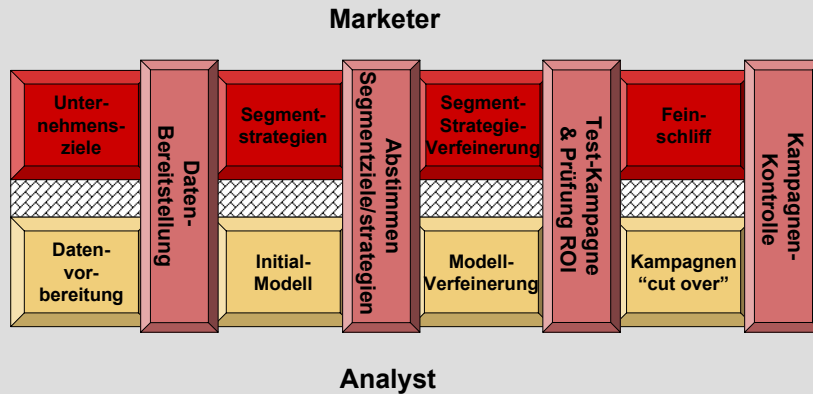 Marketer
Unter-
nehmens-
ziele
Daten-
Bereitstellung
Segment-
strategien
Abstimmen
Segmentziele/strategien
Segment-
Strategie-
Verfeinerung
Test-Kampagne
& Prüfung ROI
Fein-
schliff
Kampagnen-
Kontrolle
Daten-
vor-
bereitung
Initial-
Modell
Modell-
Verfeinerung
Kampagnen
“cut over”
Analyst